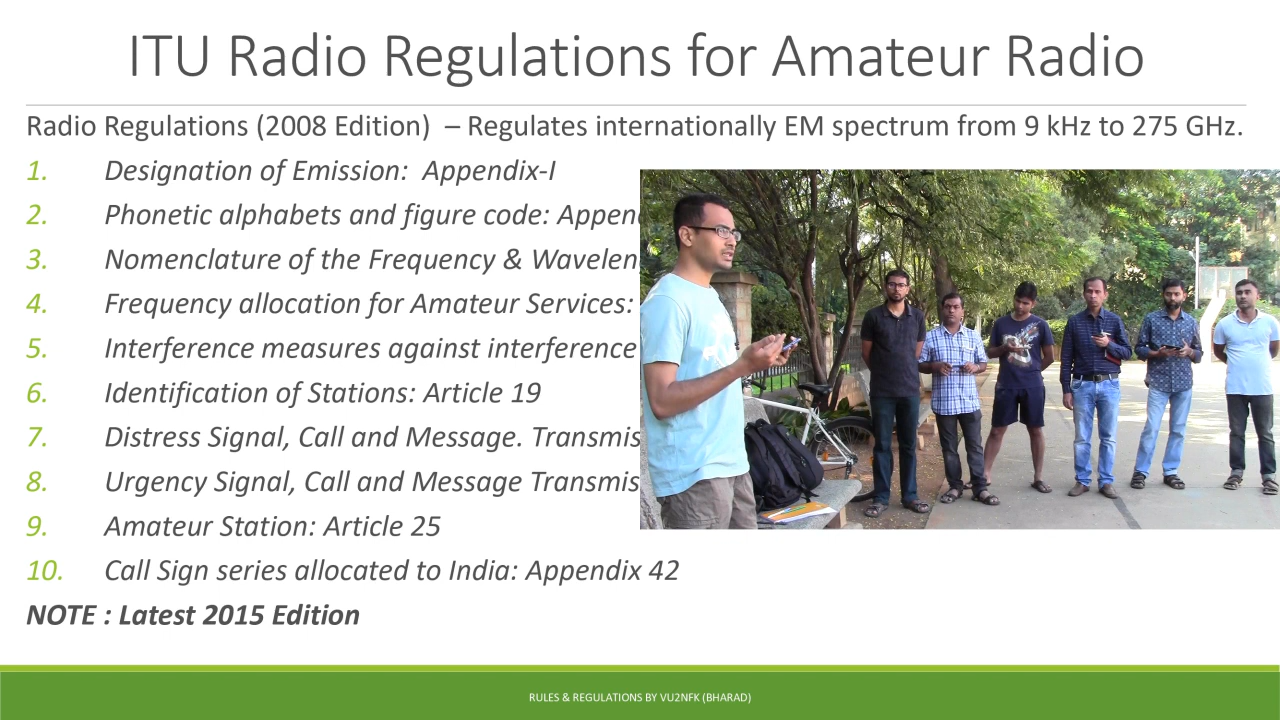 ITU Radio Regulations for Amateur Radio
Radio Regulations (2008 Edition) – Regulates internationally EM spectrum from 9 kHz to 275 GHz.
1. Designation of Emission: Appendix-I
2. Phonetic alphabets and figure code:
3. Nomenclature of the Frequency &
4. Frequency allocation for Amateur Services:
5. Interference measures against interference
6. Identification of Stations: Article 19
7. Distress Signal, Call and Message.
8. Urgency Signal, Call and Message
9. Amateur Station: Article 25
10. Call Sign series allocated to India: Appendix 42
NOTE : Latest 2015 Edition
RULES & REGULATIONS BY VU2NFK (BHARAD)